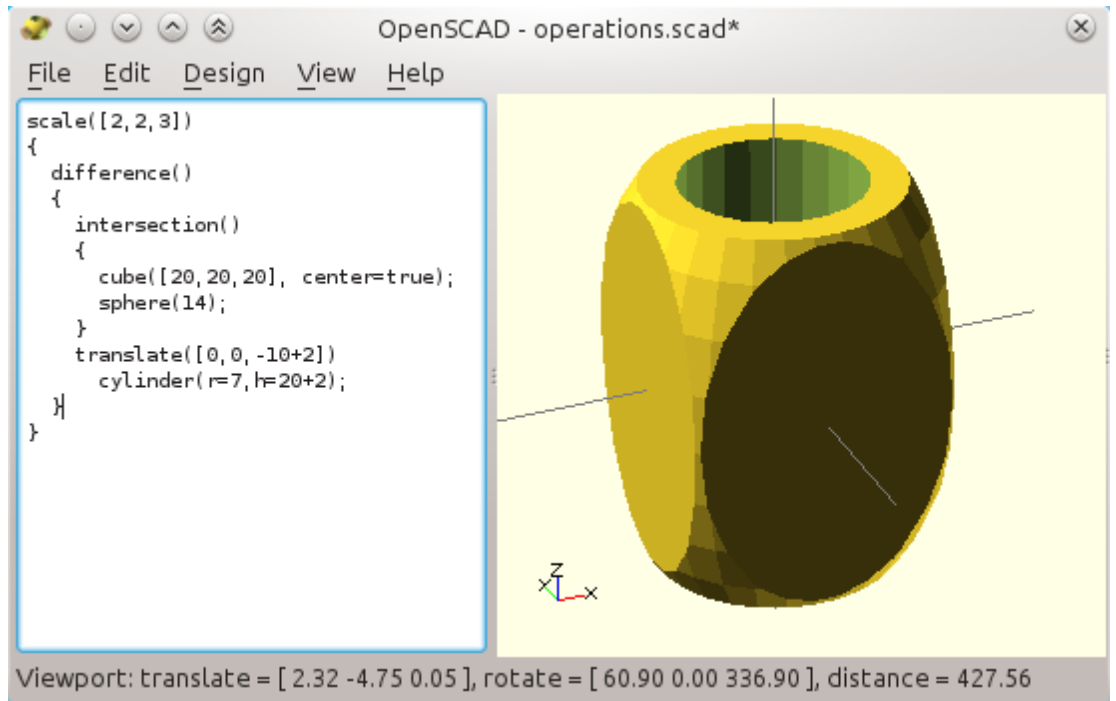 OpenSCAD - operations.scad*
File Edit Design View Help
scale([2,2,3])
{
  difference()
  {
    intersection()
    {
      cube([20,20,20], center=true);
      sphere(14);
    }
    translate([0,0,-10+2])
      cylinder(r=7,h=20+2);
  }
}
Z
X X
Viewport: translate = [ 2.32 -4.75 0.05 ], rotate = [ 60.90 0.00 336.90 ], distance = 427.56